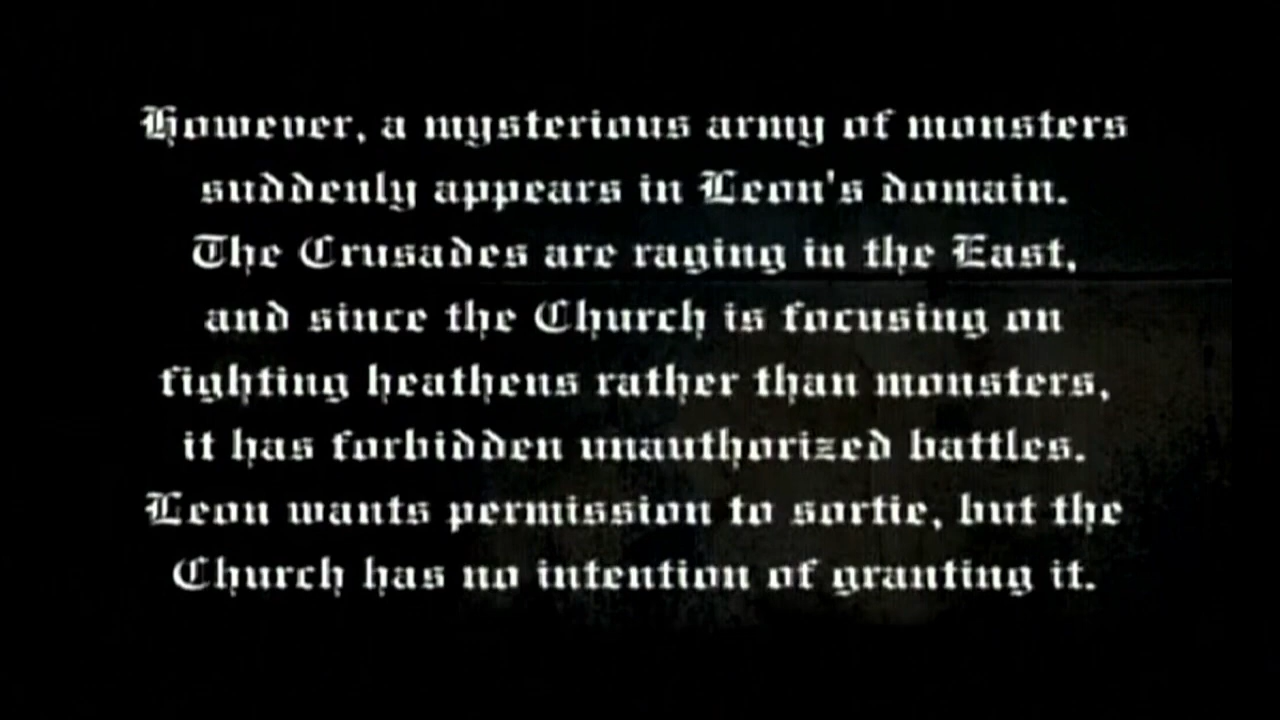 However, a mysterious army of monsters
suddenly appears in Leon's domain.
The Crusades are raging in the East,
and since the Church is focusing on
fighting heathens rather than monsters,
it has forbidden unauthorized battles.
Leon wants permission to sortie, but the
Church has no intention of granting it.